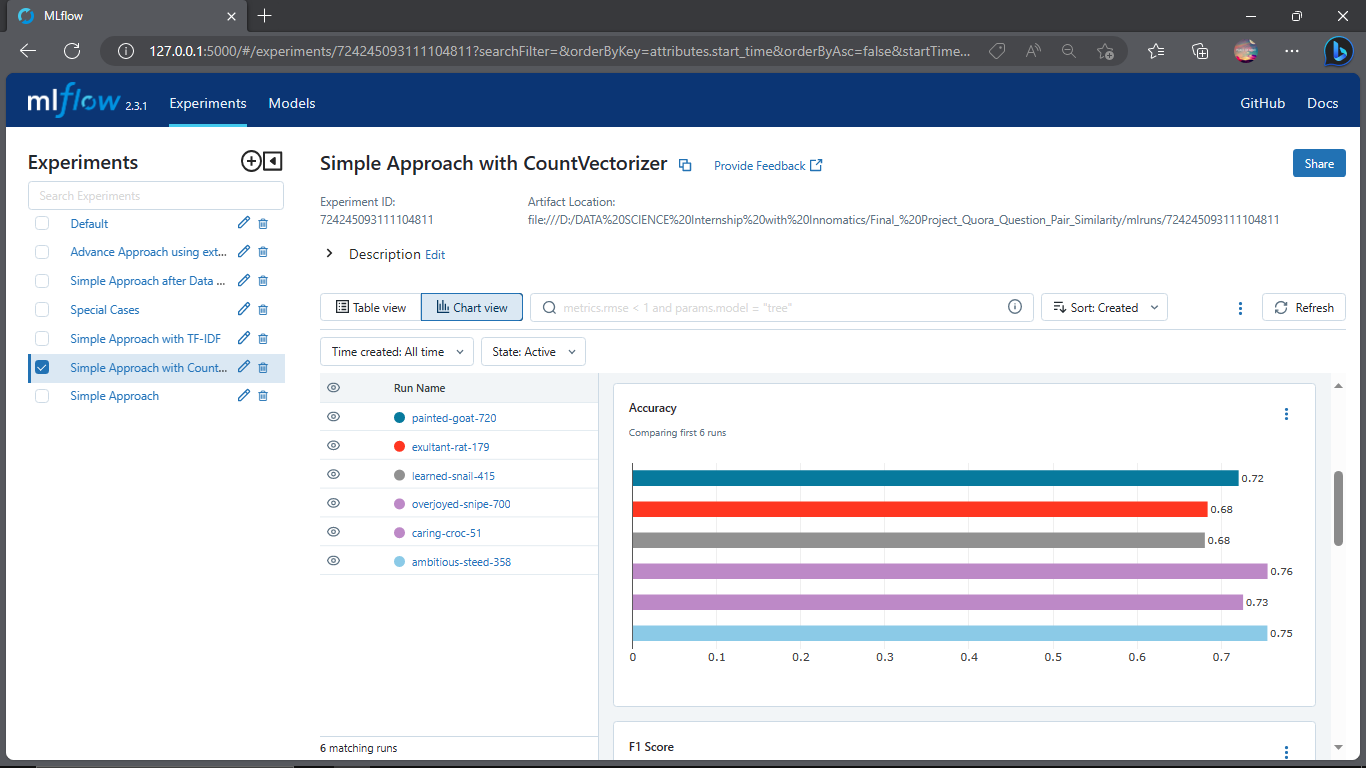 MLflow
127.0.0.1:5000/#/experiments/724245093111104811?searchFilter=&orderByKey=attributes.start_time&orderByAsc=false&startTime...
mlflow 2.3.1 Experiments Models GitHub Docs
Experiments
Search Experiments
Default
Advance Approach using ext...
Simple Approach after Data ...
Special Cases
Simple Approach with TF-IDF
Simple Approach with Count...
Simple Approach
Simple Approach with CountVectorizer Provide Feedback Share
Experiment ID: Artifact Location:
724245093111104811 file:///D:/DATA%20SCIENCE%20Internship%20with%20Innomatics/Final_%20Project_Quora_Question_Pair_Similarity/mlruns/724245093111104811
Description Edit
Table view Chart view metrics.rmse < 1 and params.model = "tree" Sort: Created Refresh
Time created: All time State: Active
Run Name
painted-goat-720
exultant-rat-179
learned-snail-415
overjoyed-snipe-700
caring-croc-51
ambitious-steed-358
6 matching runs
Accuracy
Comparing first 6 runs
0.72
0.68
0.68
0.76
0.73
0.75
0 0.1 0.2 0.3 0.4 0.5 0.6 0.7
F1 Score